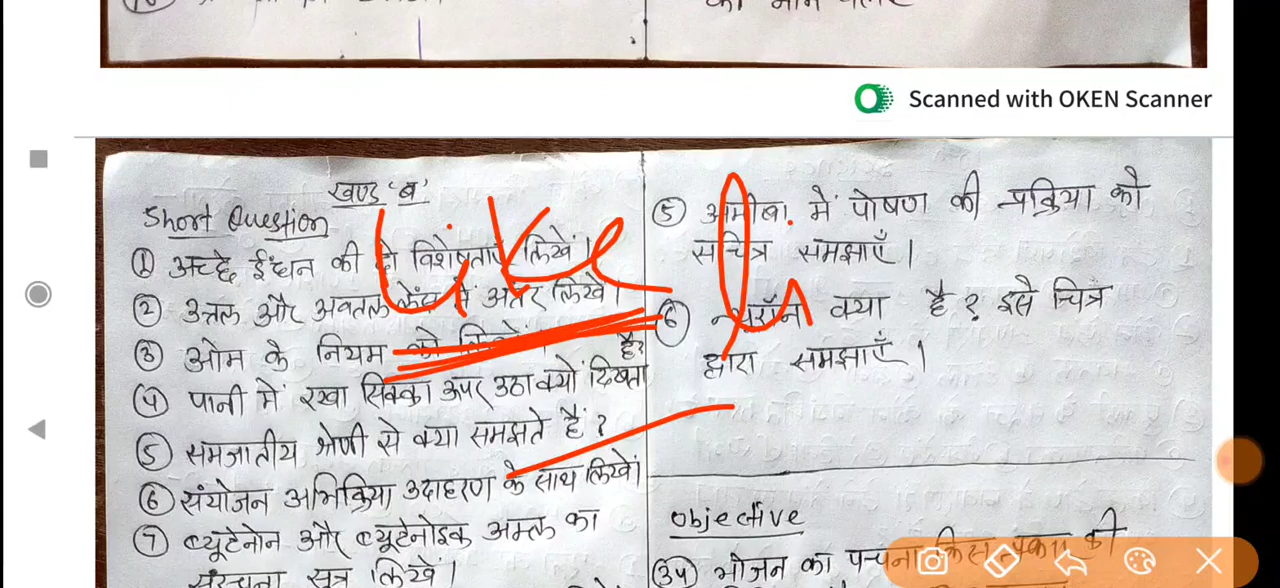 Scanned with OKEN Scanner
खण्ड 'ब'
Short Question
① अच्छे ईंधन की दो विशेषताएँ लिखें।
② उत्तल और अवतल लेंस में अंतर लिखें।
③ ओम के नियम को लिखें।
④ पानी में रखा सिक्का ऊपर उठा क्यों दिखता है?
⑤ समजातीय श्रेणी से क्या समझते हैं?
⑥ संयोजन अभिक्रिया उदाहरण के साथ लिखें।
⑦ ब्यूटेनोन और ब्यूटेनोइक अम्ल का
संरचना सूत्र लिखें।
⑤ अमीबा में पोषण की प्रक्रिया को
सचित्र समझाएँ।
⑥ न्यूरॉन क्या है? इसे चित्र
द्वारा समझाएँ।
Objective
㉞ भोजन का पचना किस प्रकार की
Like